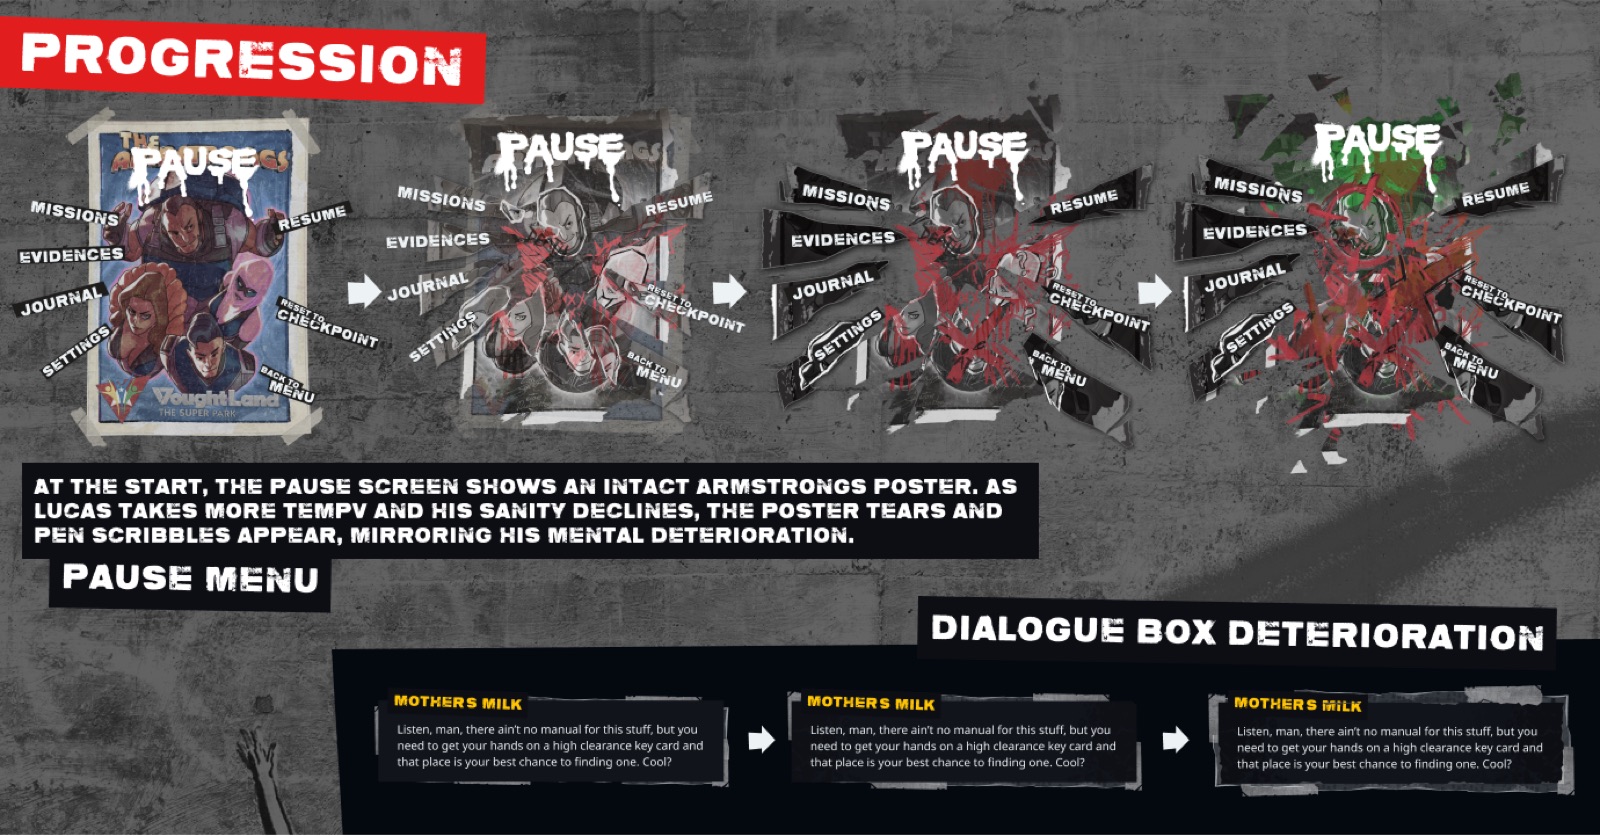 PROGRESSION
THE
PAUSE
MISSIONS
RESUME
EVIDENCES
JOURNAL
RESET TO
CHECKPOINT
SETTINGS
BACK TO
MENU
VoughtLand
THE SUPER PARK
PAUSE
MISSIONS
RESUME
EVIDENCES
JOURNAL
RESET TO
CHECKPOINT
SETTINGS
BACK TO
MENU
PAUSE
MISSIONS
RESUME
EVIDENCES
JOURNAL
RESET TO
CHECKPOINT
SETTINGS
BACK TO
MENU
PAUSE
MISSIONS
RESUME
EVIDENCES
JOURNAL
RESET TO
CHECKPOINT
SETTINGS
BACK TO
MENU
AT THE START, THE PAUSE SCREEN SHOWS AN INTACT ARMSTRONGS POSTER. AS
LUCAS TAKES MORE TEMPV AND HIS SANITY DECLINES, THE POSTER TEARS AND
PEN SCRIBBLES APPEAR, MIRRORING HIS MENTAL DETERIORATION.
PAUSE MENU
DIALOGUE BOX DETERIORATION
MOTHERS MILK
Listen, man, there ain't no manual for this stuff, but you
need to get your hands on a high clearance key card and
that place is your best chance to finding one. Cool?
MOTHERS MILK
Listen, man, there ain't no manual for this stuff, but you
need to get your hands on a high clearance key card and
that place is your best chance to finding one. Cool?
MOTHERS MILK
Listen, man, there ain't no manual for this stuff, but you
need to get your hands on a high clearance key card and
that place is your best chance to finding one. Cool?